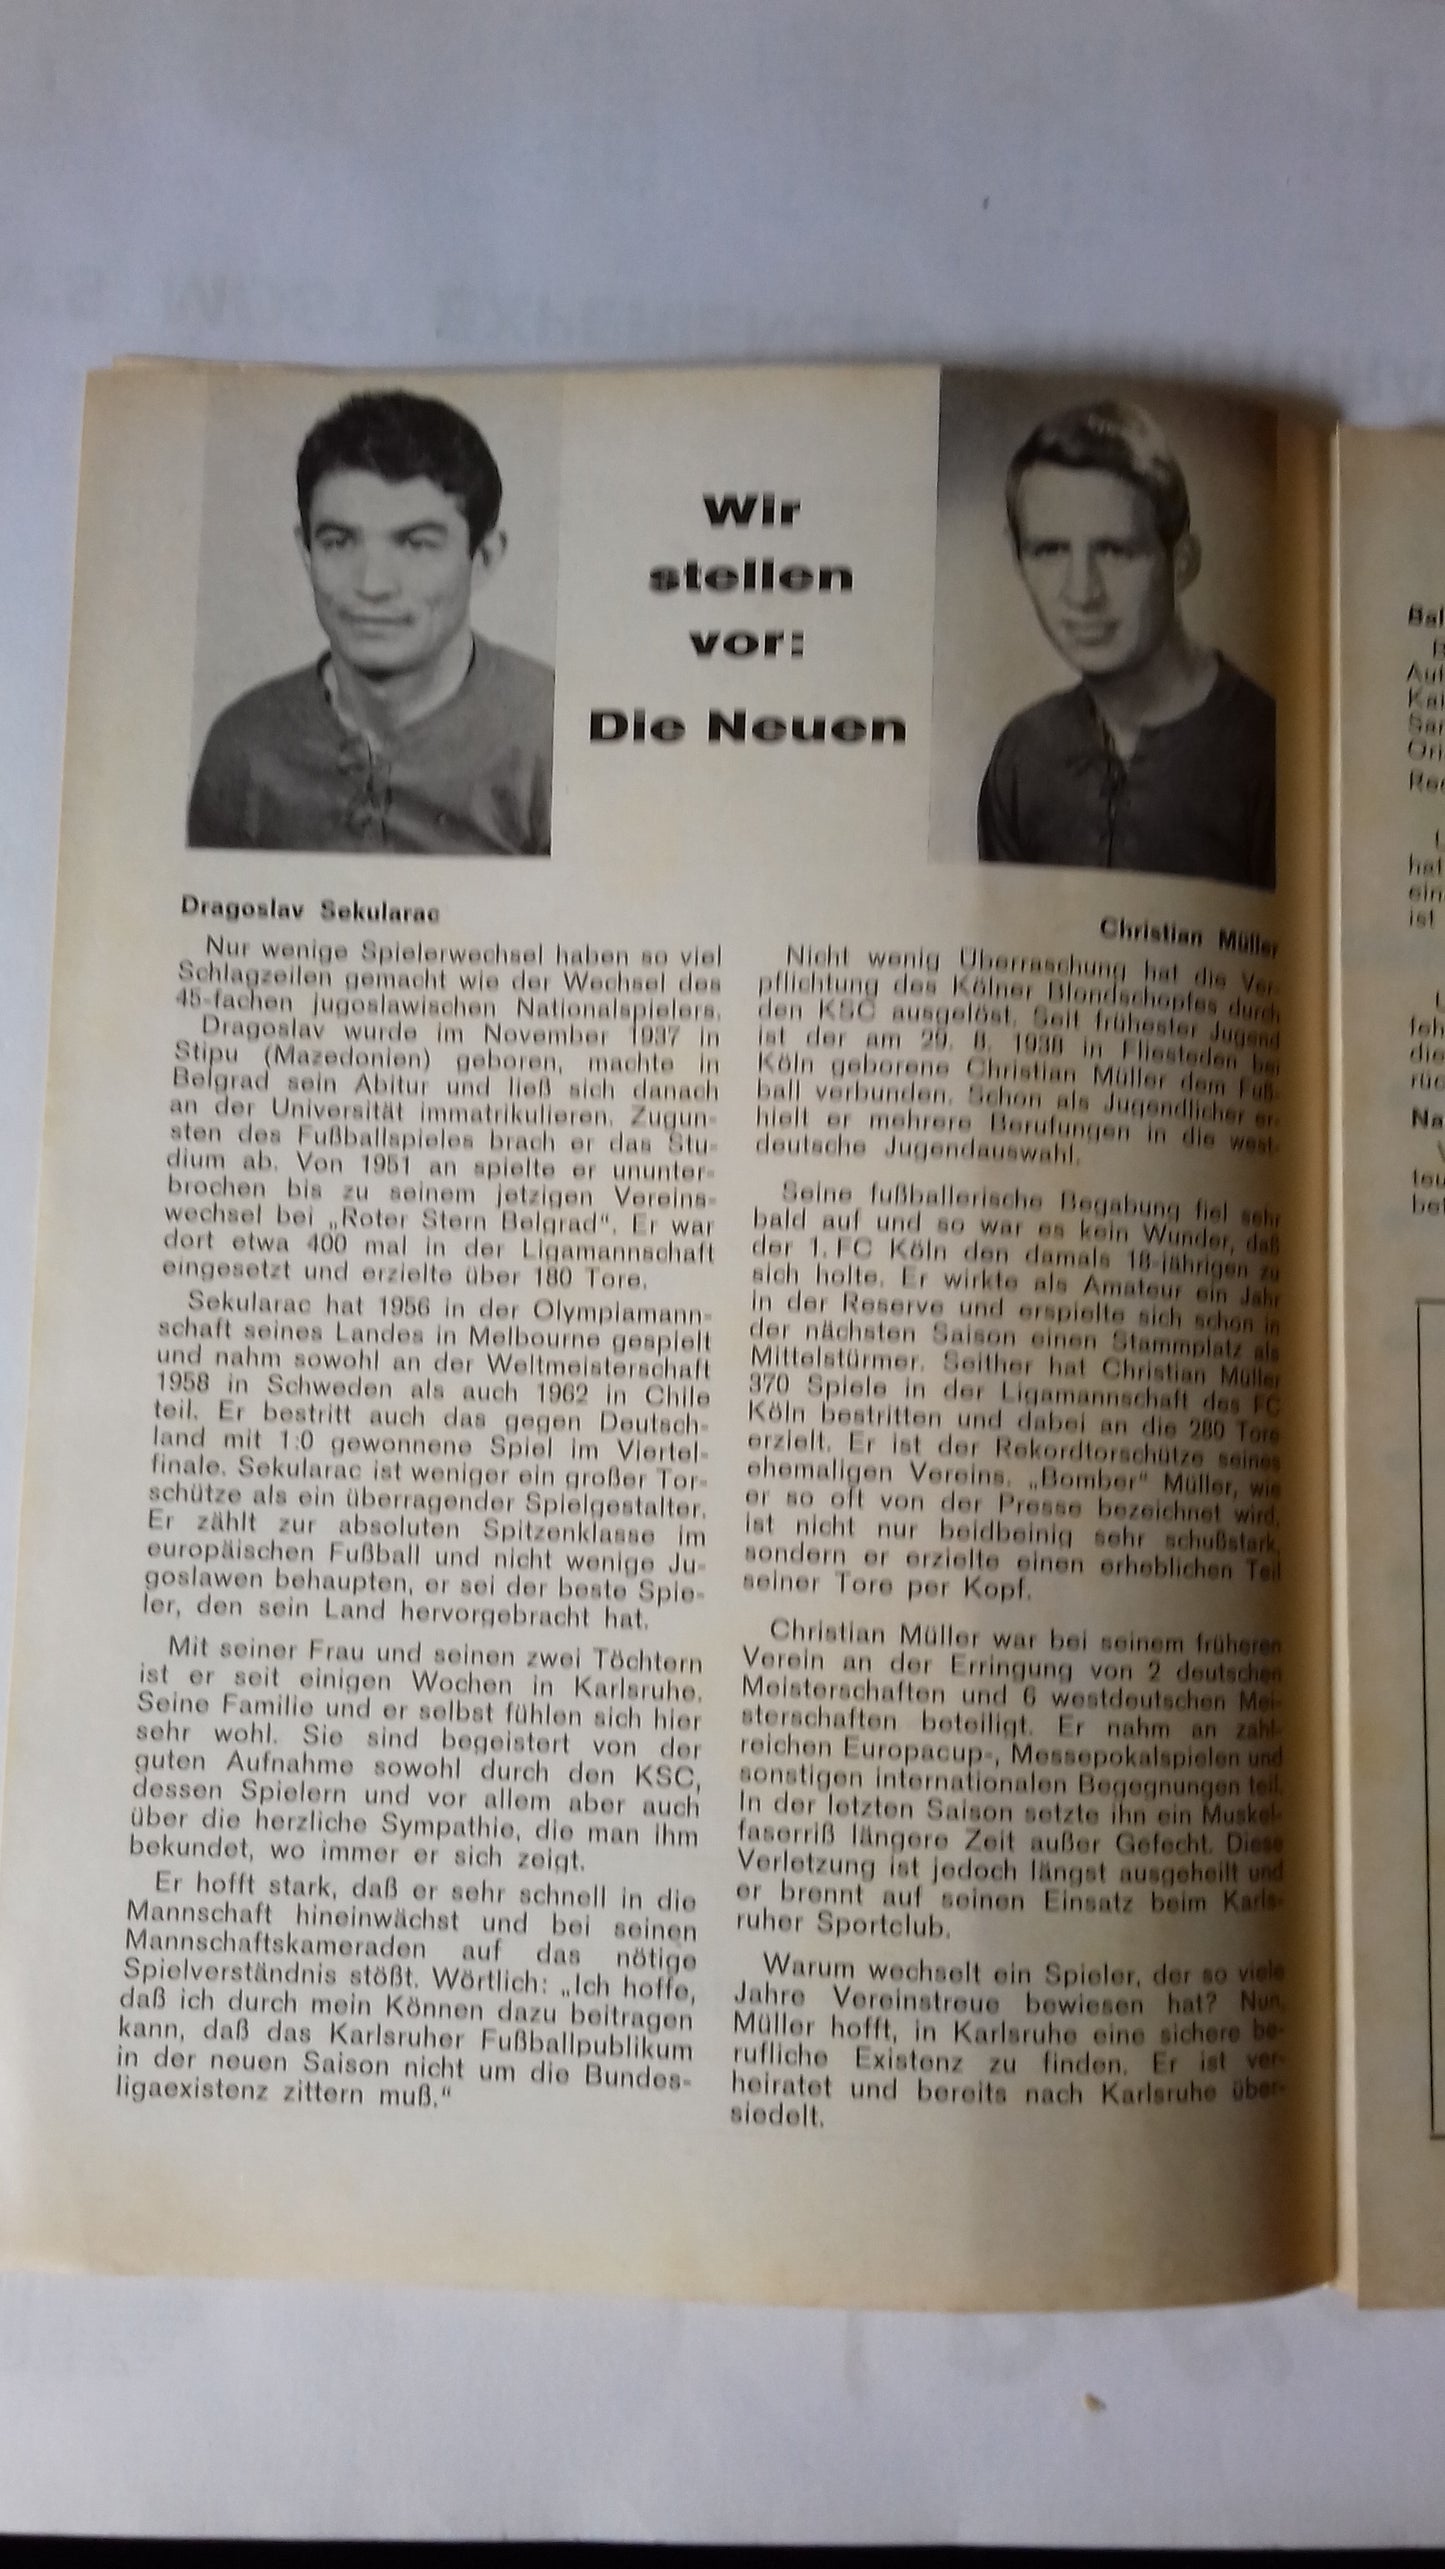 Wir
stellen
vor:
Die Neuen
Dragoslav Sekularac
Nur wenige Spielerwechsel haben so viel
Schlagzeilen gemacht wie der Wechsel des
45-fachen jugoslawischen Nationalspielers.
Dragoslav wurde im November 1937 in
Stipu (Mazedonien) geboren, machte in
Belgrad sein Abitur und ließ sich danach
an der Universität immatrikulieren. Zugun-
sten des Fußballspieles brach er das Stu-
dium ab. Von 1951 an spielte er ununter-
brochen bis zu seinem jetzigen Vereins-
wechsel bei „Roter Stern Belgrad“. Er war
dort etwa 400 mal in der Ligamannschaft
eingesetzt und erzielte über 180 Tore.
Sekularac hat 1956 in der Olympiamann-
schaft seines Landes in Melbourne gespielt
und nahm sowohl an der Weltmeisterschaft
1958 in Schweden als auch 1962 in Chile
teil. Er bestritt auch das gegen Deutsch-
land mit 1:0 gewonnene Spiel im Viertel-
finale. Sekularac ist weniger ein großer Tor-
schütze als ein überragender Spielgestalter.
Er zählt zur absoluten Spitzenklasse im
europäischen Fußball und nicht wenige Ju-
goslawen behaupten, er sei der beste Spie-
ler, den sein Land hervorgebracht hat.
Mit seiner Frau und seinen zwei Töchtern
ist er seit einigen Wochen in Karlsruhe.
Seine Familie und er selbst fühlen sich hier
sehr wohl. Sie sind begeistert von der
guten Aufnahme sowohl durch den KSC,
dessen Spielern und vor allem aber auch
über die herzliche Sympathie, die man ihm
bekundet, wo immer er sich zeigt.
Er hofft stark, daß er sehr schnell in die
Mannschaft hineinwächst und bei seinen
Mannschaftskameraden auf das nötige
Spielverständnis stößt. Wörtlich: „Ich hoffe,
daß ich durch mein Können dazu beitragen
kann, daß das Karlsruher Fußballpublikum
in der neuen Saison nicht um die Bundes-
ligaexistenz zittern muß.“
Christian Müller
Nicht wenig Überraschung hat die Ver-
pflichtung des Kölner Blondschopfes durch
den KSC ausgelöst. Seit frühester Jugend
ist der am 29. 8. 1938 in Fliesteden bei
Köln geborene Christian Müller dem Fuß-
ball verbunden. Schon als Jugendlicher er-
hielt er mehrere Berufungen in die west-
deutsche Jugendauswahl.
Seine fußballerische Begabung fiel sehr
bald auf und so war es kein Wunder, daß
der 1. FC Köln den damals 18-jährigen zu
sich holte. Er wirkte als Amateur ein Jahr
in der Reserve und erspielte sich schon in
der nächsten Saison einen Stammplatz als
Mittelstürmer. Seither hat Christian Müller
370 Spiele in der Ligamannschaft des FC
Köln bestritten und dabei an die 280 Tore
erzielt. Er ist der Rekordtorschütze seines
ehemaligen Vereins. „Bomber“ Müller, wie
er so oft von der Presse bezeichnet wird,
ist nicht nur beidbeinig sehr schußstark,
sondern er erzielte einen erheblichen Teil
seiner Tore per Kopf.
Christian Müller war bei seinem früheren
Verein an der Erringung von 2 deutschen
Meisterschaften und 6 westdeutschen Mei-
sterschaften beteiligt. Er nahm an zahl-
reichen Europacup-, Messepokalspielen und
sonstigen internationalen Begegnungen teil.
In der letzten Saison setzte ihn ein Muskel-
faserriß längere Zeit außer Gefecht. Diese
Verletzung ist jedoch längst ausgeheilt und
er brennt auf seinen Einsatz beim Karls-
ruher Sportclub.
Warum wechselt ein Spieler, der so viele
Jahre Vereinstreue bewiesen hat? Nun,
Müller hofft, in Karlsruhe eine sichere be-
rufliche Existenz zu finden. Er ist ver-
heiratet und bereits nach Karlsruhe über-
siedelt.
hat
ein
ist
die